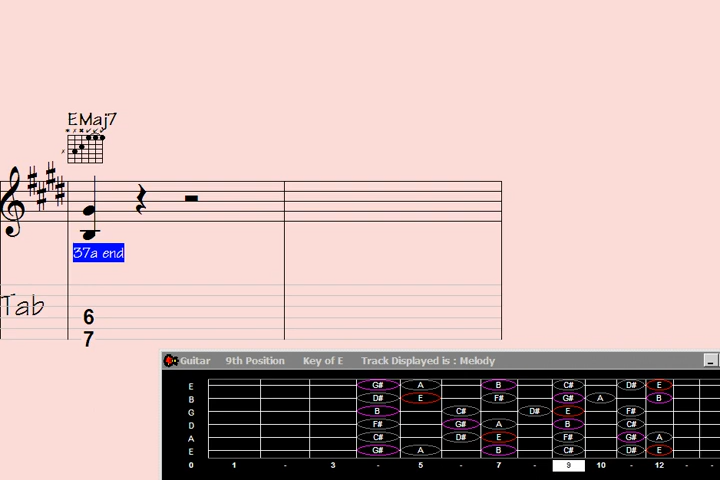 EMaj7
37a end
Tab
6
7
Guitar 9th Position Key of E Track Displayed is : Melody
E G# A B C# D# E
B D# E F# G# A B
G B C# D# E F#
D F# G# A B C#
A C# D# E F# G# A
E G# A B C# D# E
0 1 - 3 - 5 - 7 - 9 10 - 12 - -